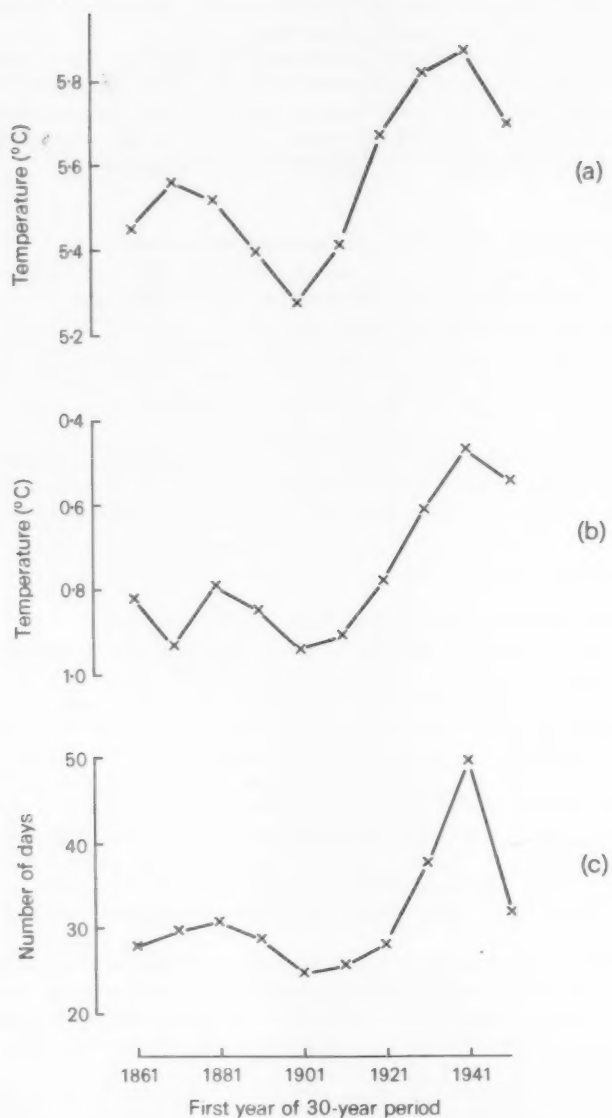 5·8
5·6
5·4
5·2
Temperature (°C)
(a)
0·4
0·6
0·8
1·0
Temperature (°C)
(b)
50
40
30
20
Number of days
(c)
1861 1881 1901 1921 1941
First year of 30-year period